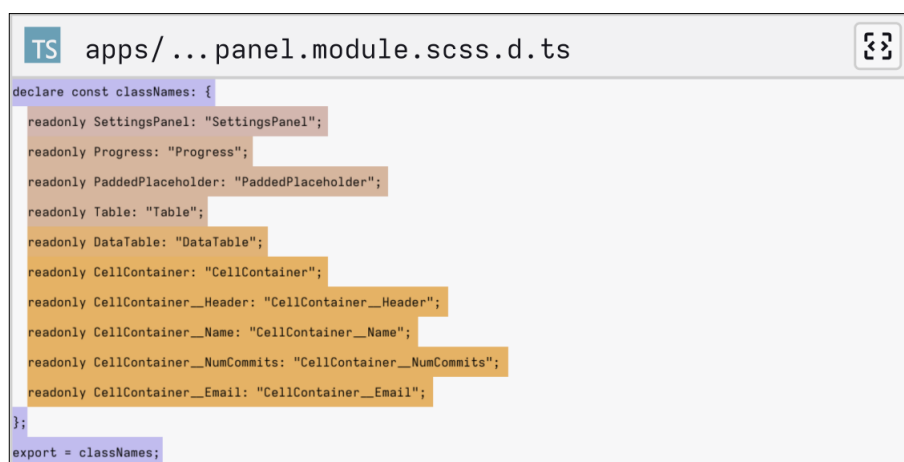 TS apps/...panel.module.scss.d.ts
declare const classNames: {
readonly SettingsPanel: "SettingsPanel";
readonly Progress: "Progress";
readonly PaddedPlaceholder: "PaddedPlaceholder";
readonly Table: "Table";
readonly DataTable: "DataTable";
readonly CellContainer: "CellContainer";
readonly CellContainer__Header: "CellContainer__Header";
readonly CellContainer__Name: "CellContainer__Name";
readonly CellContainer__NumCommits: "CellContainer__NumCommits";
readonly CellContainer__Email: "CellContainer__Email";
};
export = classNames;